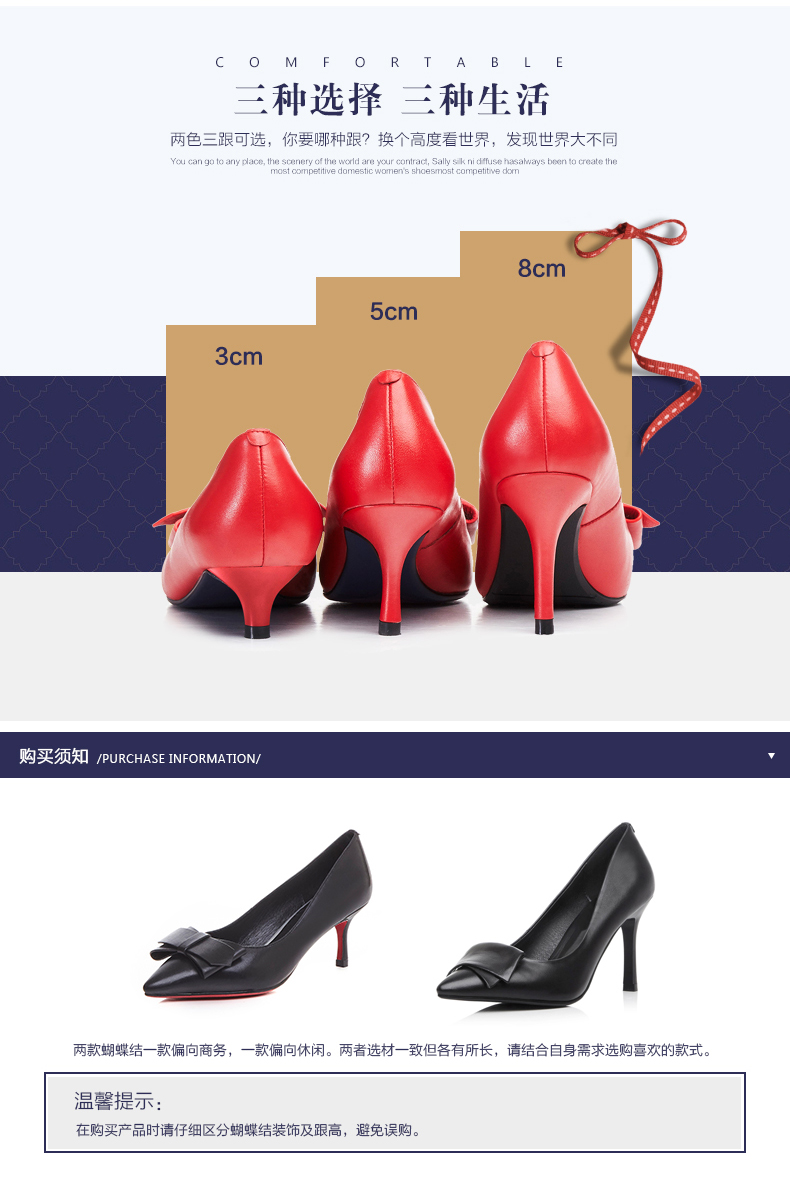 COMFORTABLE
三种选择 三种生活
两色三跟可选，你要哪种跟？换个高度看世界，发现世界大不同
You can go to any place, the scenery of the world are your contract, Sally silk ni diffuse hasalways been to create the
most competitive domestic women's shoesmost competitive dom
8cm
5cm
3cm
购买须知 /PURCHASE INFORMATION/
两款蝴蝶结一款偏向商务，一款偏向休闲。两者选材一致但各有所长，请结合自身需求选购喜欢的款式。
温馨提示：
在购买产品时请仔细区分蝴蝶结装饰及跟高，避免误购。